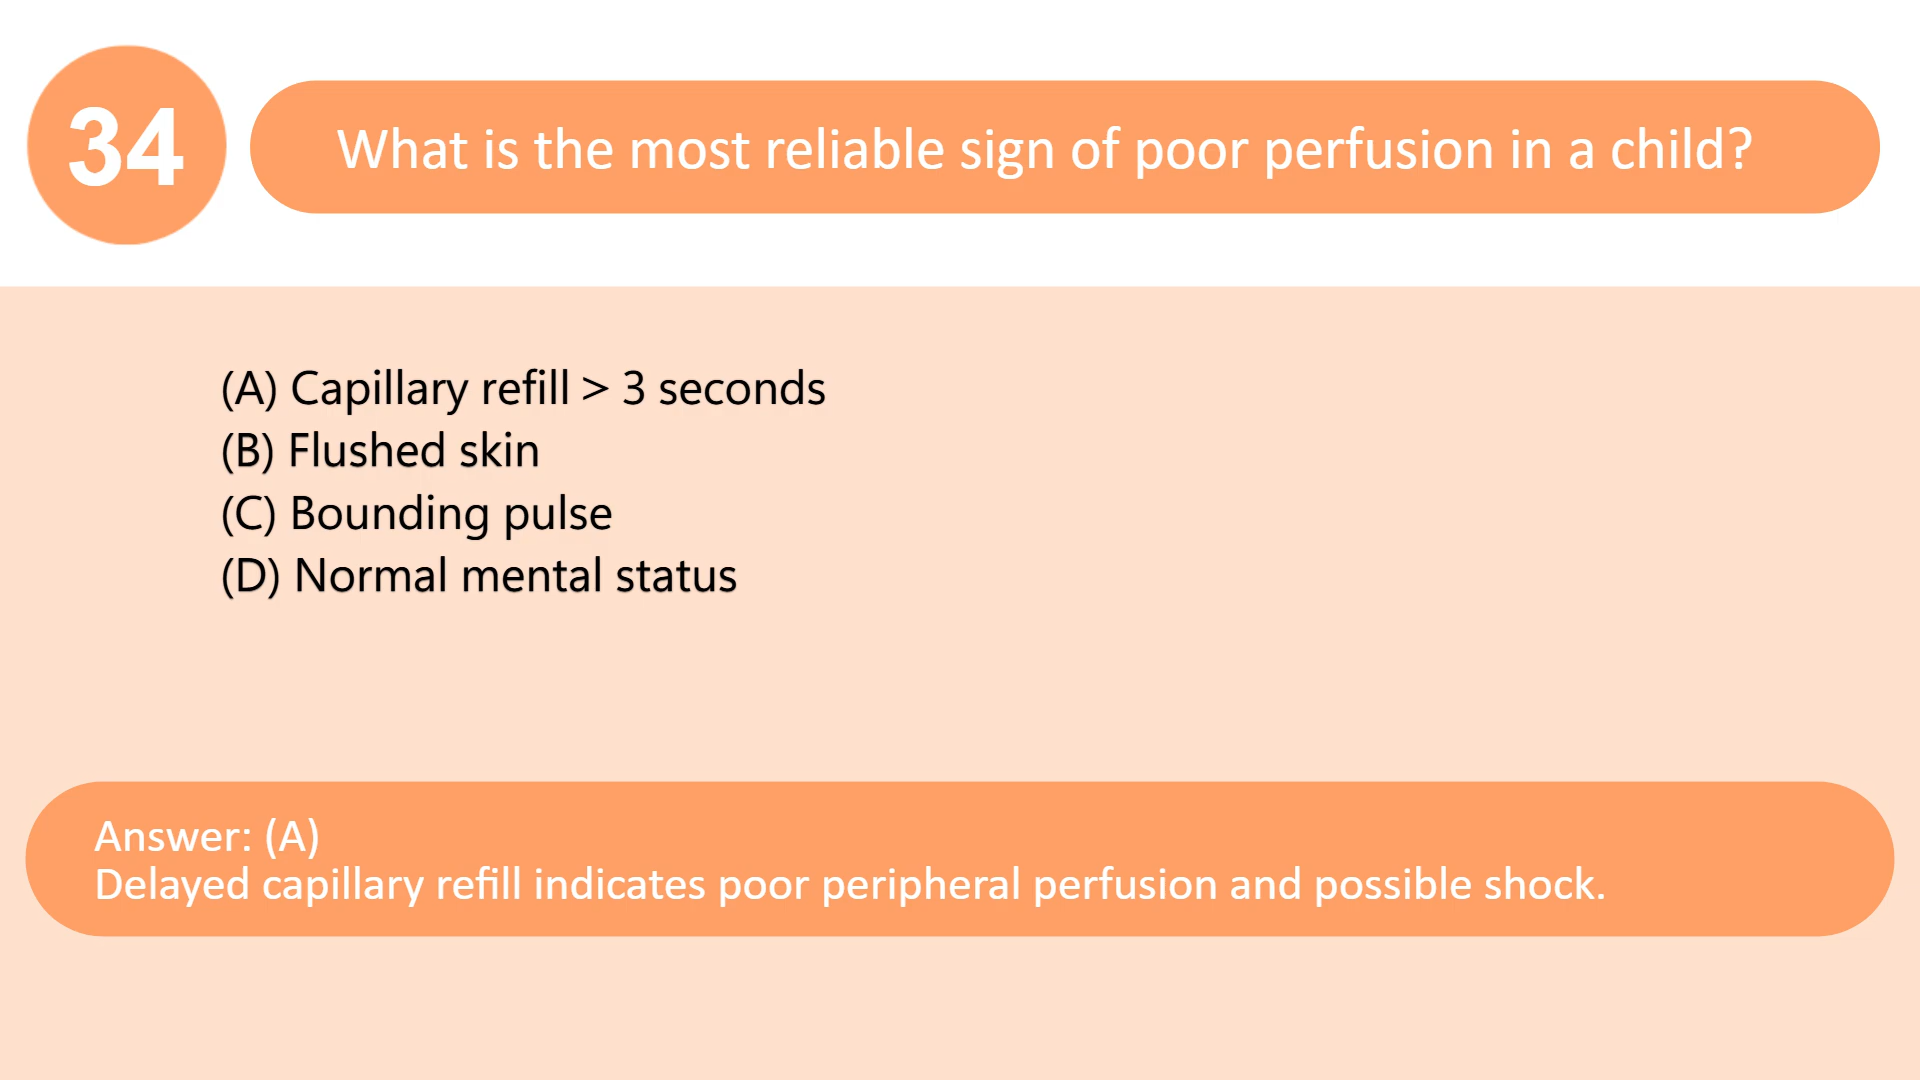 34
What is the most reliable sign of poor perfusion in a child?
(A) Capillary refill > 3 seconds
(B) Flushed skin
(C) Bounding pulse
(D) Normal mental status
Answer: (A)
Delayed capillary refill indicates poor peripheral perfusion and possible shock.